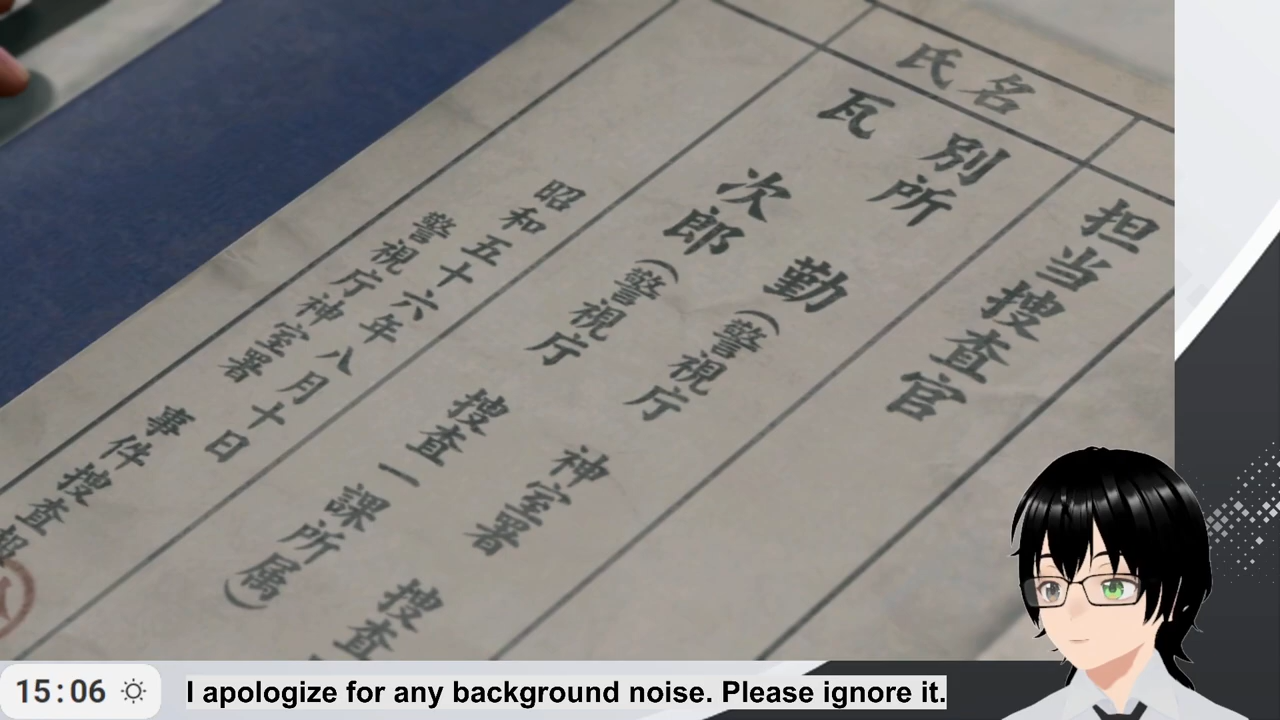 担当捜査官
氏名
別所 勤(警視庁 神室署 捜査
瓦 次郎(警視庁 捜査一課所属)
昭和五十六年八月十日
警視庁神室署 事件捜査報
15:06
I apologize for any background noise. Please ignore it.